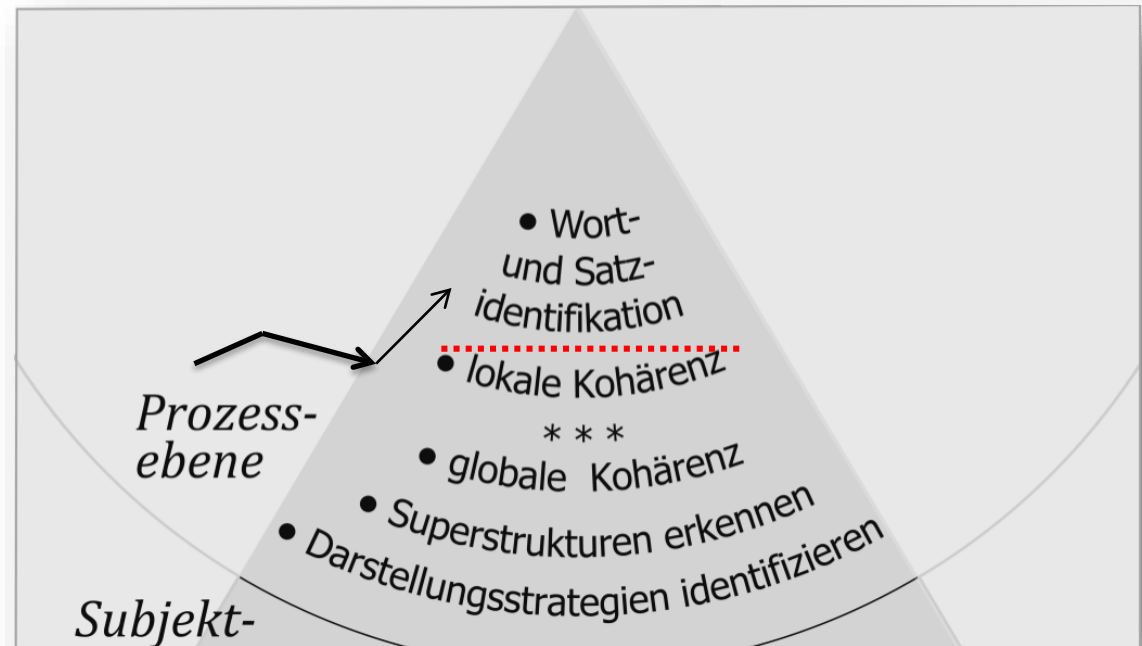 • Wort-
und Satz-
identifikation
• lokale Kohärenz
* * *
• globale Kohärenz
• Superstrukturen erkennen
• Darstellungsstrategien identifizieren
Prozess-
ebene
Subjekt-